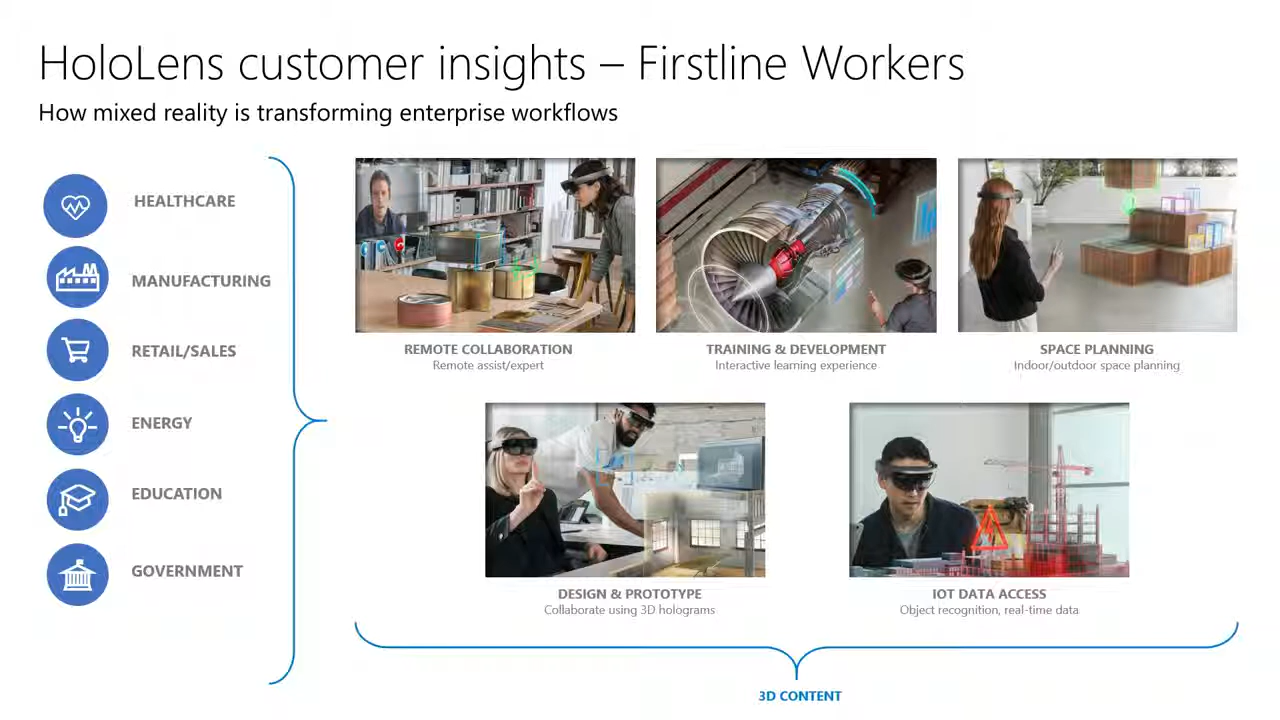 HoloLens customer insights – Firstline Workers
How mixed reality is transforming enterprise workflows
HEALTHCARE
MANUFACTURING
RETAIL/SALES
ENERGY
EDUCATION
GOVERNMENT
REMOTE COLLABORATION
Remote assist/expert
TRAINING & DEVELOPMENT
Interactive learning experience
SPACE PLANNING
Indoor/outdoor space planning
DESIGN & PROTOTYPE
Collaborate using 3D holograms
IOT DATA ACCESS
Object recognition, real-time data
3D CONTENT